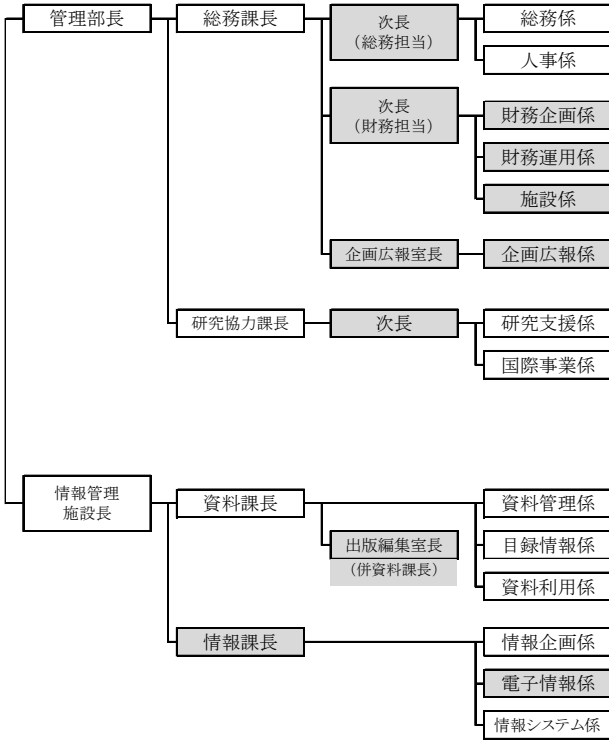 管理部長
総務課長
次長
（総務担当）
総務係
人事係
次長
（財務担当）
財務企画係
財務運用係
施設係
企画広報室長
企画広報係
研究協力課長
次長
研究支援係
国際事業係
情報管理
施設長
資料課長
資料管理係
出版編集室長
（併資料課長）
目録情報係
資料利用係
情報課長
情報企画係
電子情報係
情報システム係